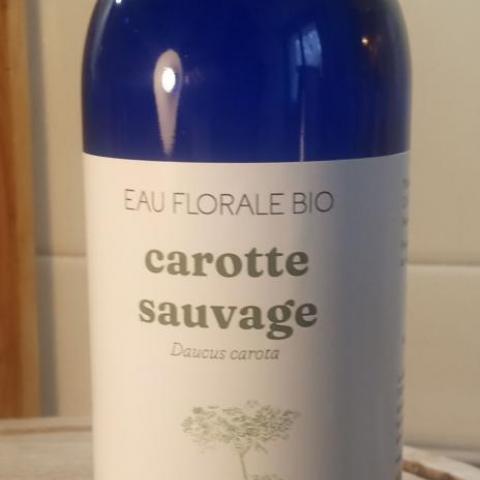 EAU FLORALE BIO
carotte
sauvage
Daucus carota